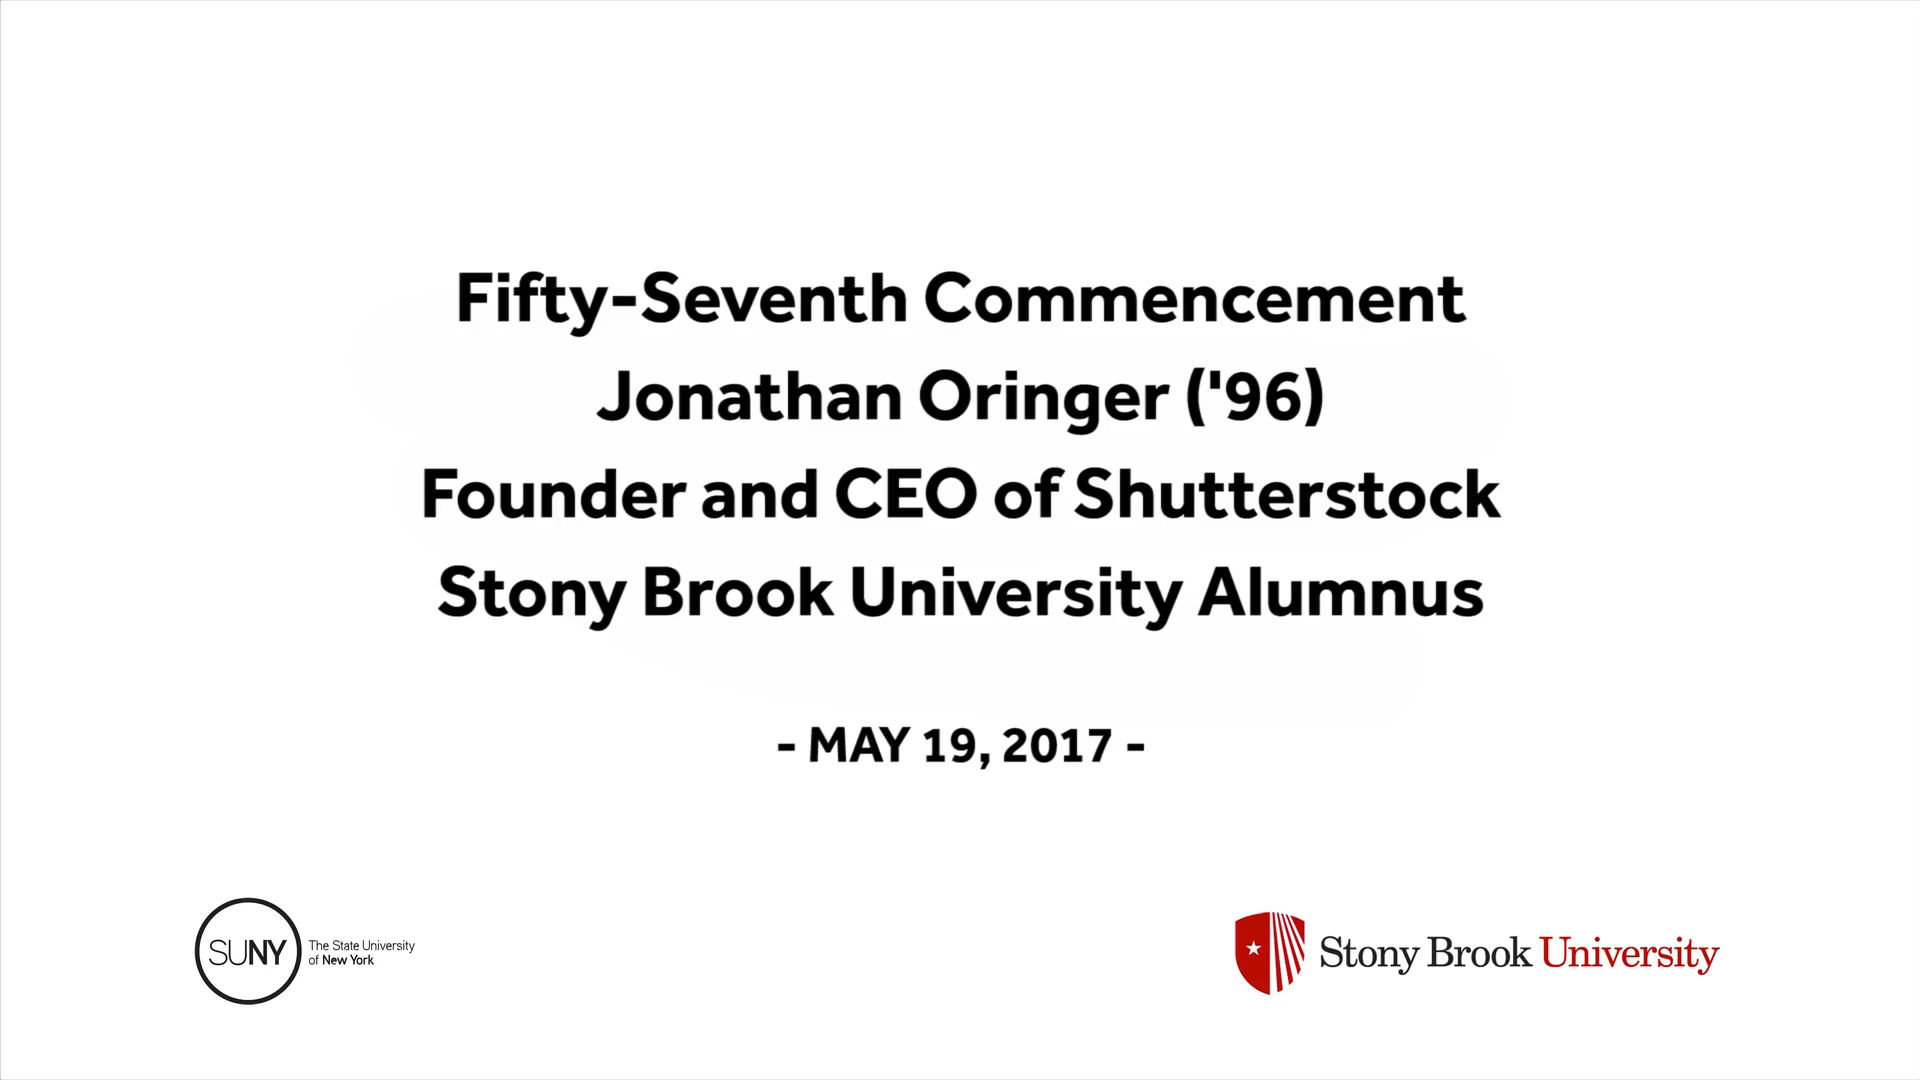 Fifty-Seventh Commencement
Jonathan Oringer ('96)
Founder and CEO of Shutterstock
Stony Brook University Alumnus
- MAY 19, 2017 -
SUNY
The State University
of New York
Stony Brook University